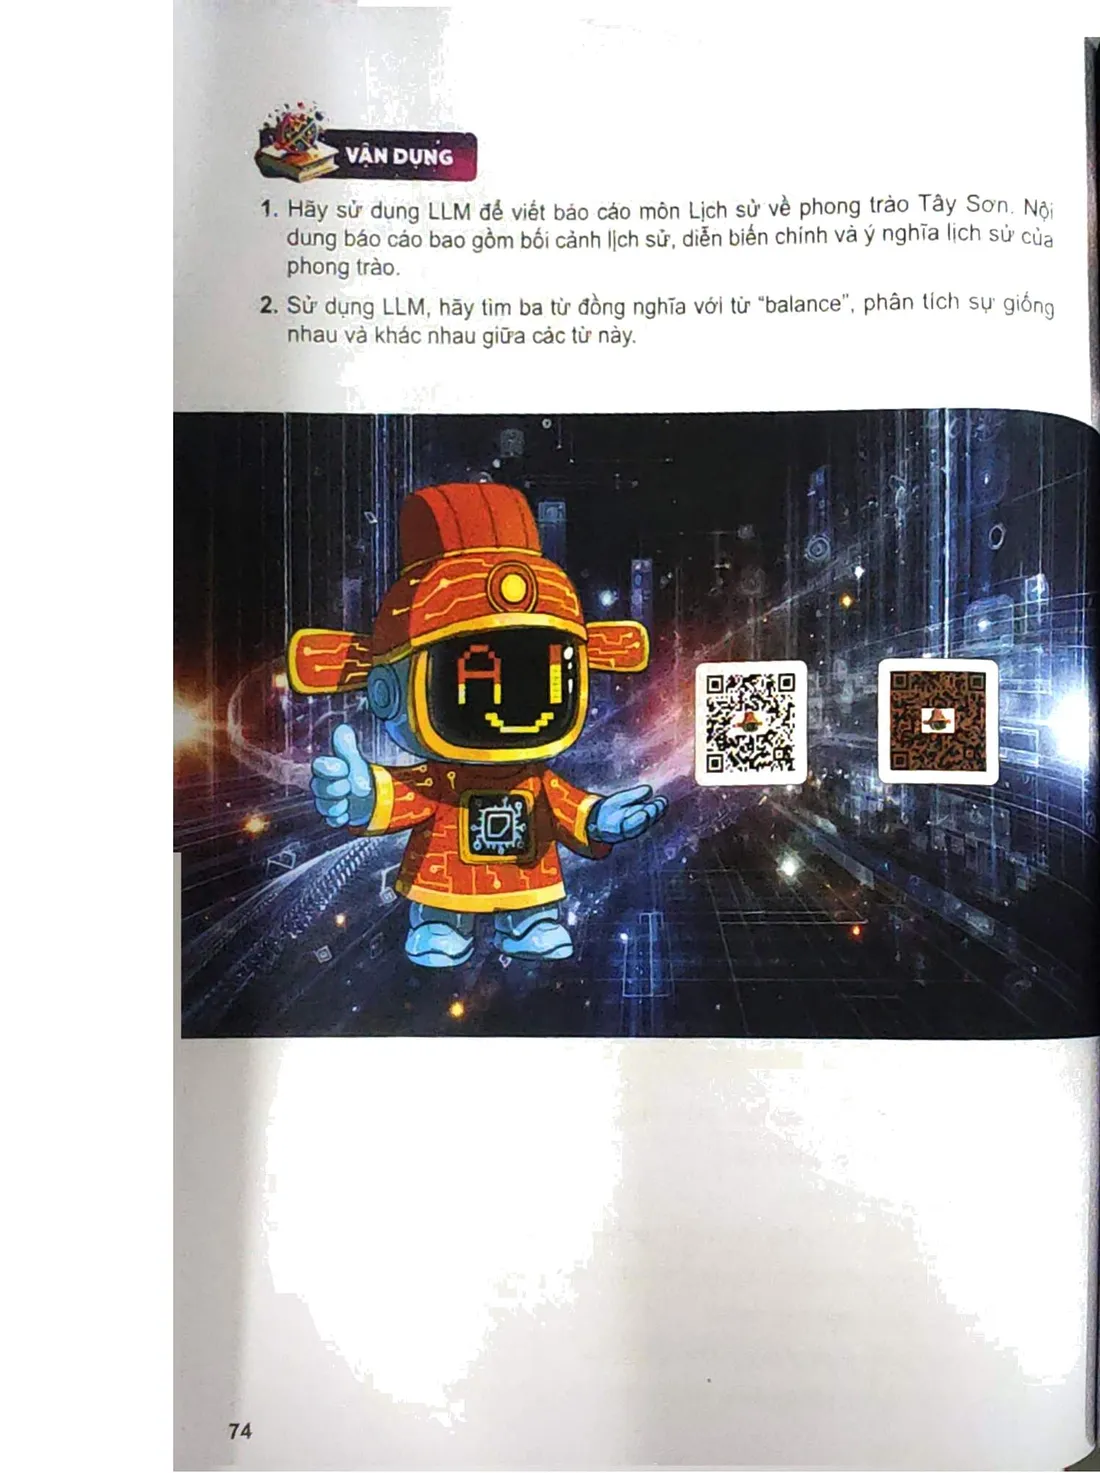 VẬN DỤNG
1. Hãy sử dụng LLM để viết báo cáo môn Lịch sử về phong trào Tây Sơn. Nội
dung báo cáo bao gồm bối cảnh lịch sử, diễn biến chính và ý nghĩa lịch sử của
phong trào.
2. Sử dụng LLM, hãy tìm ba từ đồng nghĩa với từ “balance”, phân tích sự giống
nhau và khác nhau giữa các từ này.
AI
74